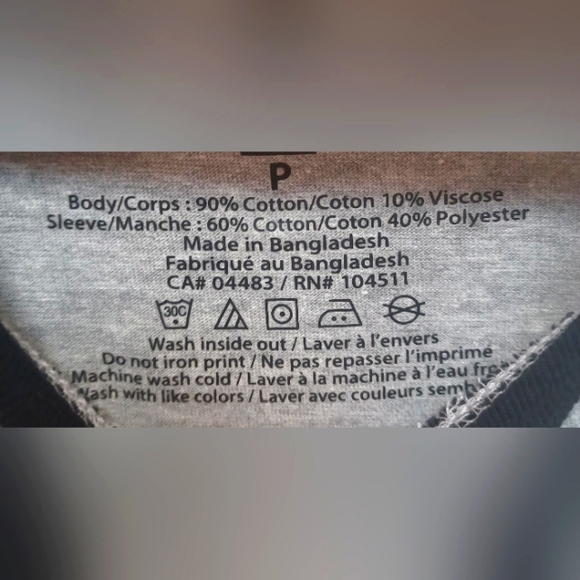 P
Body/Corps : 90% Cotton/Coton 10% Viscose
Sleeve/Manche : 60% Cotton/Coton 40% Polyester
Made in Bangladesh
Fabriqué au Bangladesh
CA# 04483 / RN# 104511
30C
Wash inside out / Laver à l'envers
Do not iron print / Ne pas repasser l'imprimé
Machine wash cold / Laver à la machine à l'eau
Wash with like colors / Laver avec couleurs